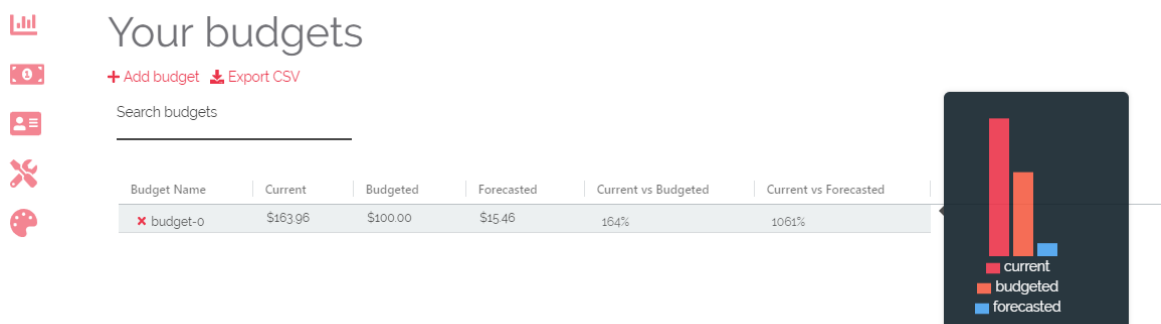 Your budgets
Add budget Export CSV
Search budgets
Budget Name Current Budgeted Forecasted Current vs Budgeted Current vs Forecasted
budget-0 $163.96 $100.00 $15.46 164% 1061%
current
budgeted
forecasted
1